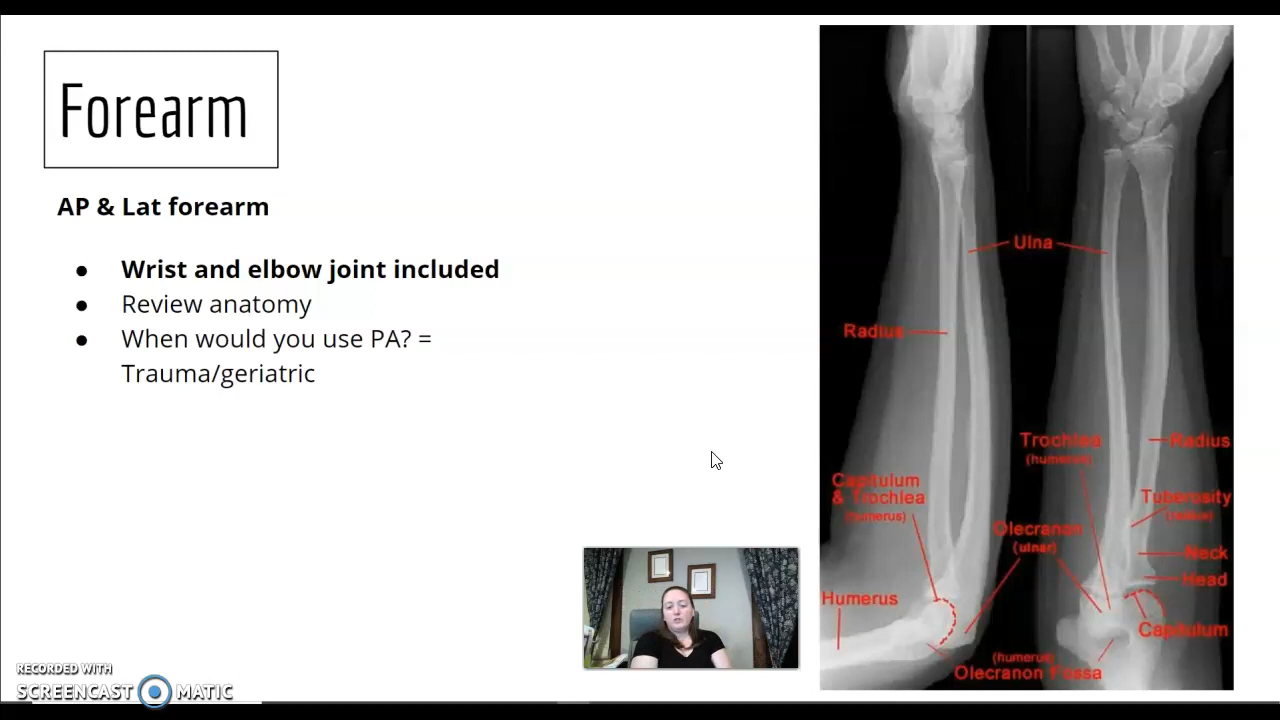 Forearm
AP & Lat forearm
● Wrist and elbow joint included
● Review anatomy
● When would you use PA? =
Trauma/geriatric
Ulna
Radius
Trochlea
(humerus)
Radius
Capitulum
& Trochlea
(humerus)
Tuberosity
(radius)
Olecranon
(ulnar)
Neck
Head
Humerus
Capitulum
(humerus)
Olecranon Fossa
RECORDED WITH
SCREENCAST MATIC